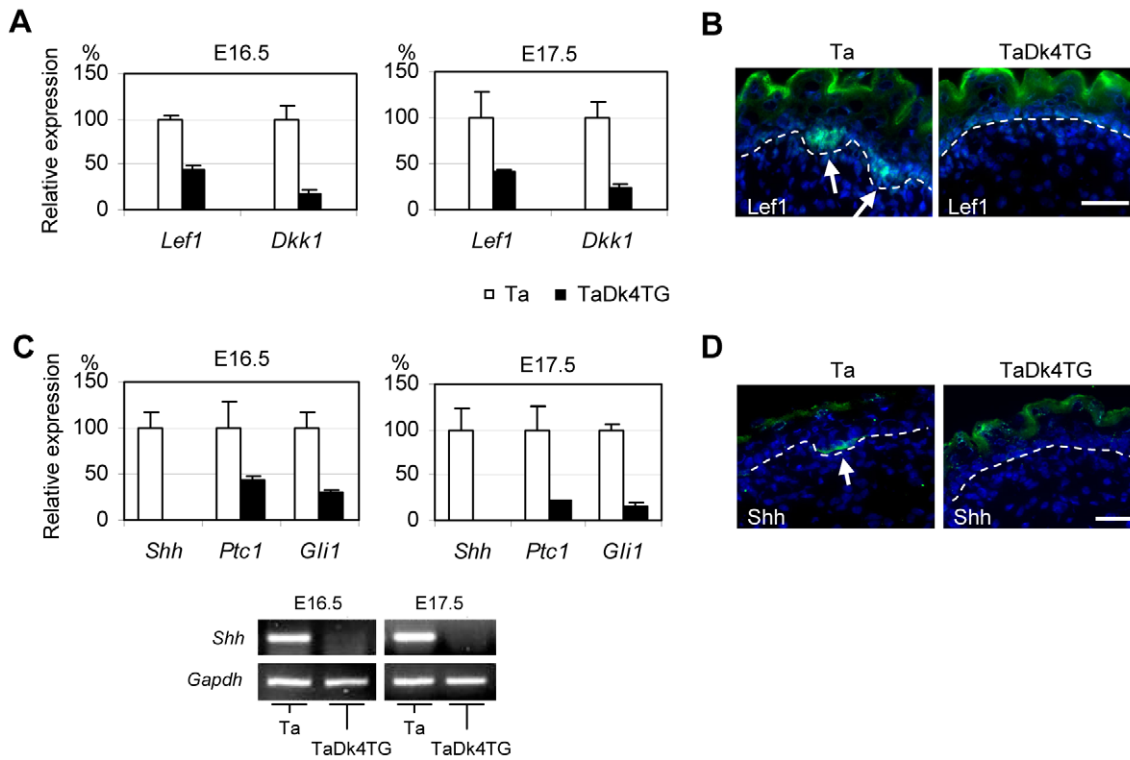 A
E16.5
E17.5
%
%
Relative expression
150
100
50
0
Lef1 Dkk1
150
100
50
0
Lef1 Dkk1
Ta TaDk4TG
B
Ta TaDk4TG
Lef1 Lef1
C
E16.5
E17.5
%
%
Relative expression
150
100
50
0
Shh Ptc1 Gli1
150
100
50
0
Shh Ptc1 Gli1
E16.5 E17.5
Shh
Gapdh
Ta Ta
TaDk4TG TaDk4TG
D
Ta TaDk4TG
Shh Shh